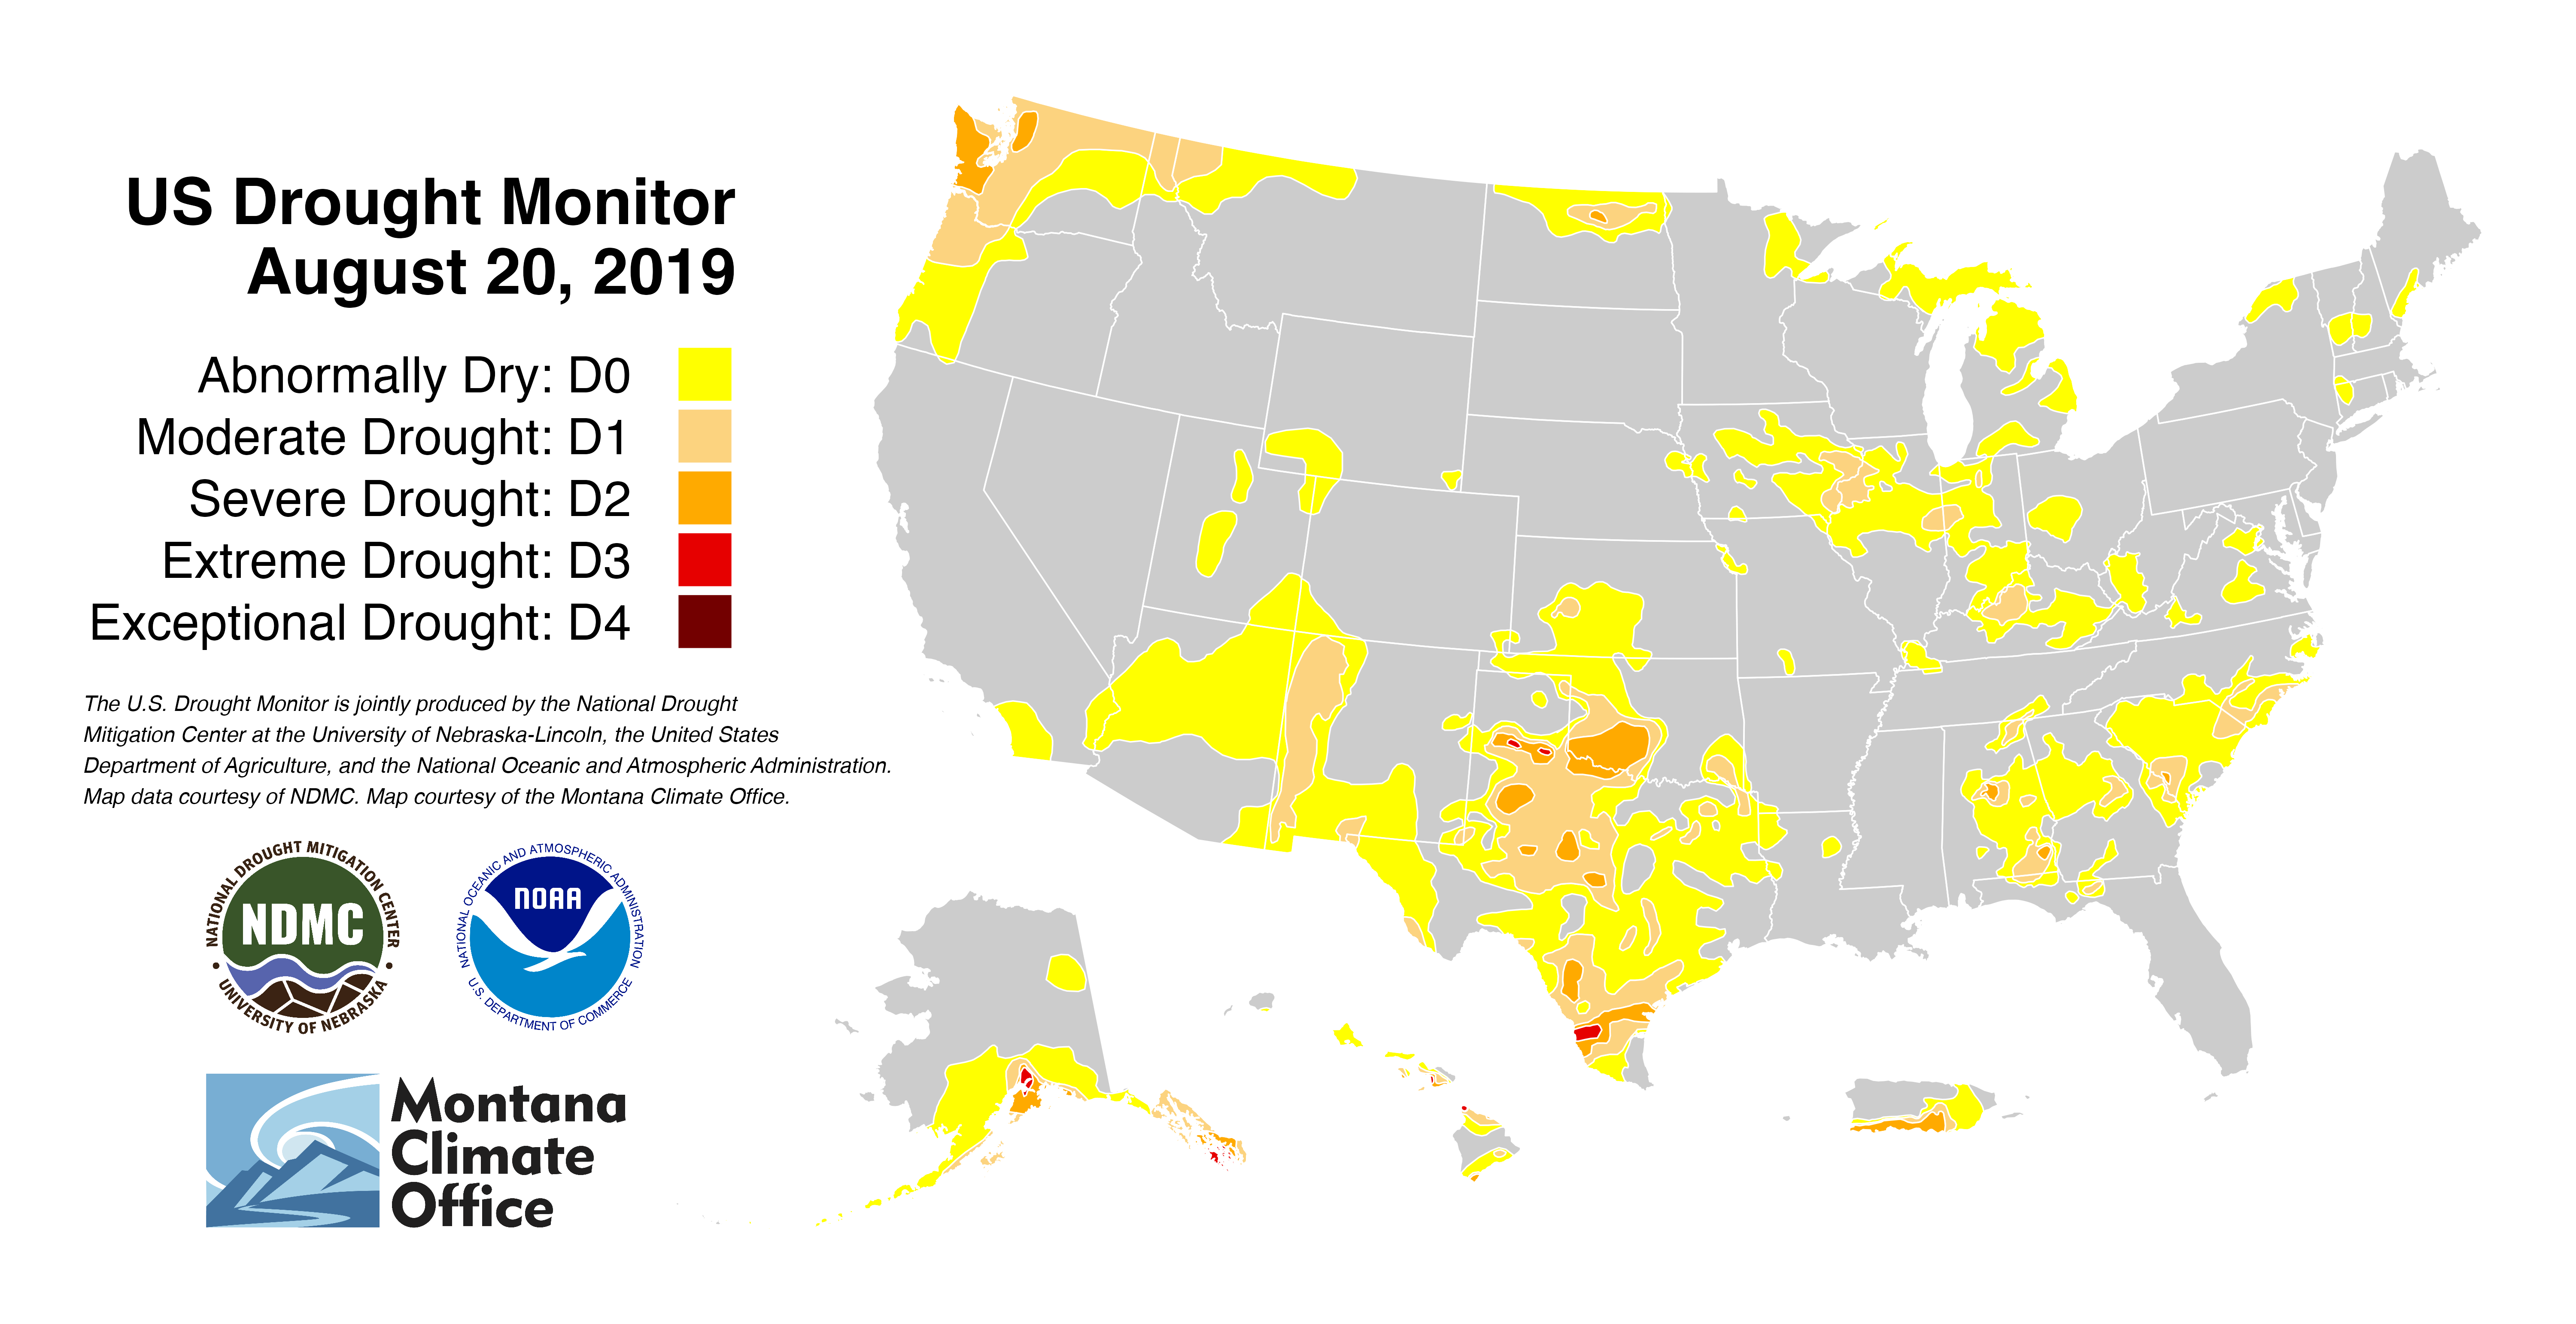 US Drought Monitor
August 20, 2019
Abnormally Dry: D0
Moderate Drought: D1
Severe Drought: D2
Extreme Drought: D3
Exceptional Drought: D4
The U.S. Drought Monitor is jointly produced by the National Drought
Mitigation Center at the University of Nebraska-Lincoln, the United States
Department of Agriculture, and the National Oceanic and Atmospheric Administration.
Map data courtesy of NDMC. Map courtesy of the Montana Climate Office.
NATIONAL DROUGHT MITIGATION CENTER
NDMC
• UNIVERSITY OF NEBRASKA •
NATIONAL OCEANIC AND ATMOSPHERIC ADMINISTRATION
NOAA
U.S. DEPARTMENT OF COMMERCE
Montana
Climate
Office